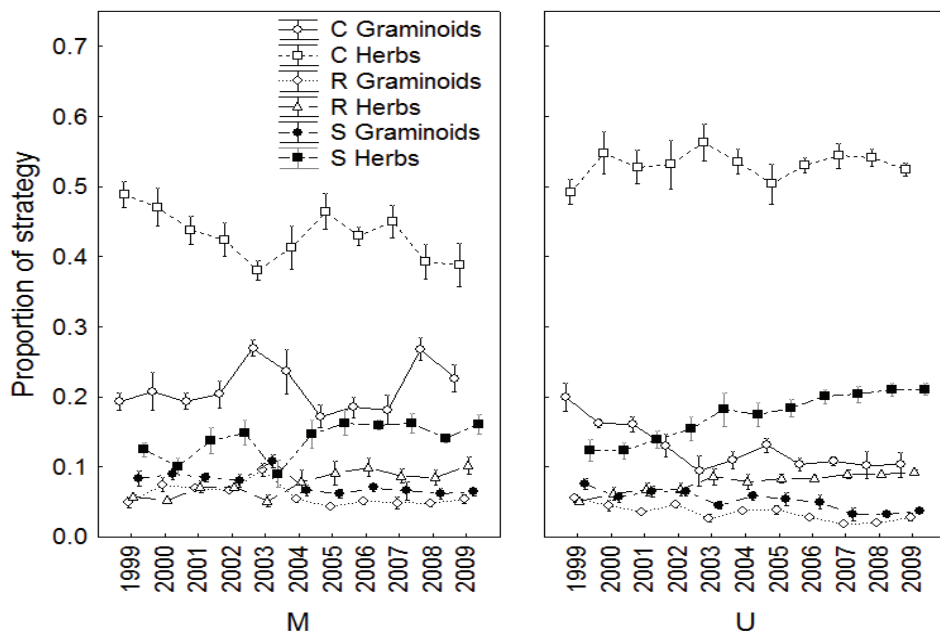 C Graminoids
C Herbs
R Graminoids
R Herbs
S Graminoids
S Herbs
Proportion of strategy
0.7
0.6
0.5
0.4
0.3
0.2
0.1
0.0
1999 2000 2001 2002 2003 2004 2005 2006 2007 2008 2009
M
1999 2000 2001 2002 2003 2004 2005 2006 2007 2008 2009
U